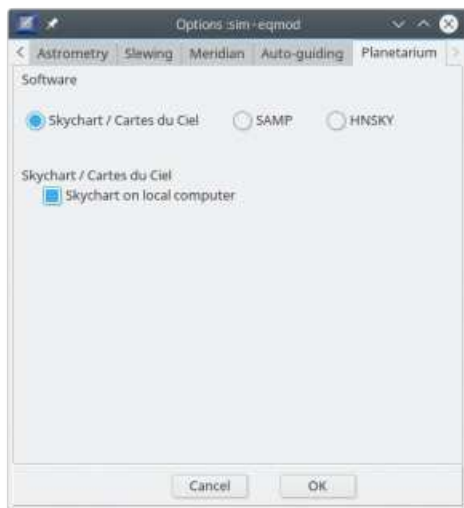 Options :sim-eqmod
Astrometry Slewing Meridian Auto-guiding Planetarium
Software
Skychart / Cartes du Ciel SAMP HNSKY
Skychart / Cartes du Ciel
Skychart on local computer
Cancel OK